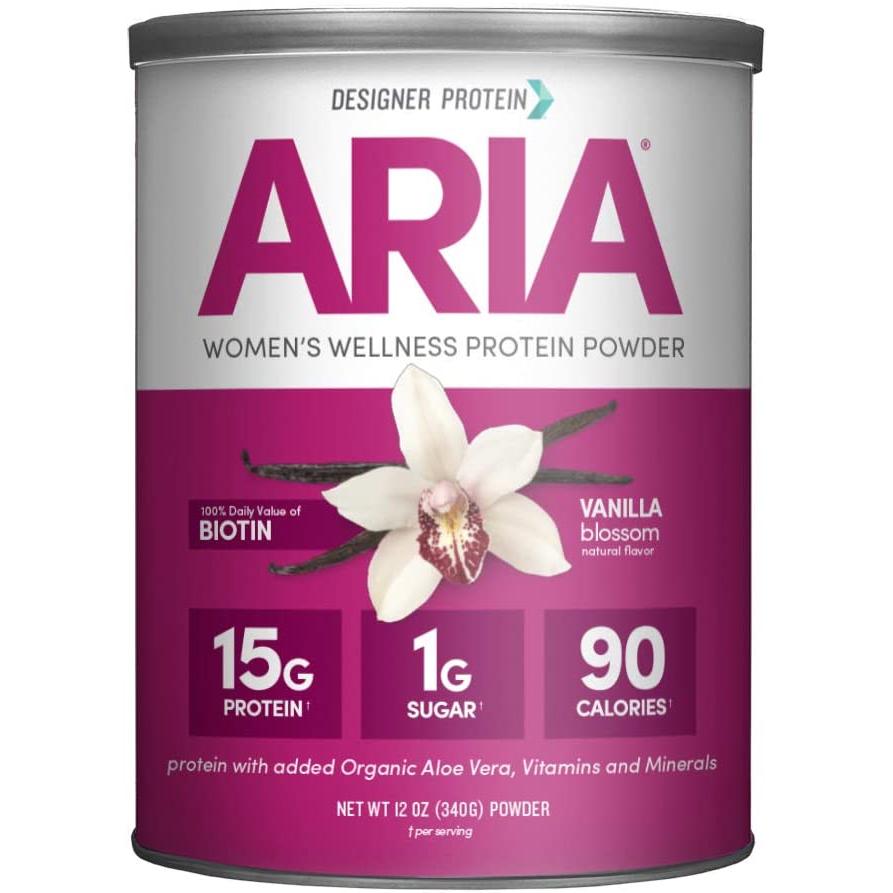 DESIGNER PROTEIN
ARIA®
WOMEN'S WELLNESS PROTEIN POWDER
100% Daily Value of
BIOTIN
VANILLA
blossom
natural flavor
15G
PROTEIN†
1G
SUGAR†
90
CALORIES†
protein with added Organic Aloe Vera, Vitamins and Minerals
NET WT 12 OZ (340G) POWDER
† per serving